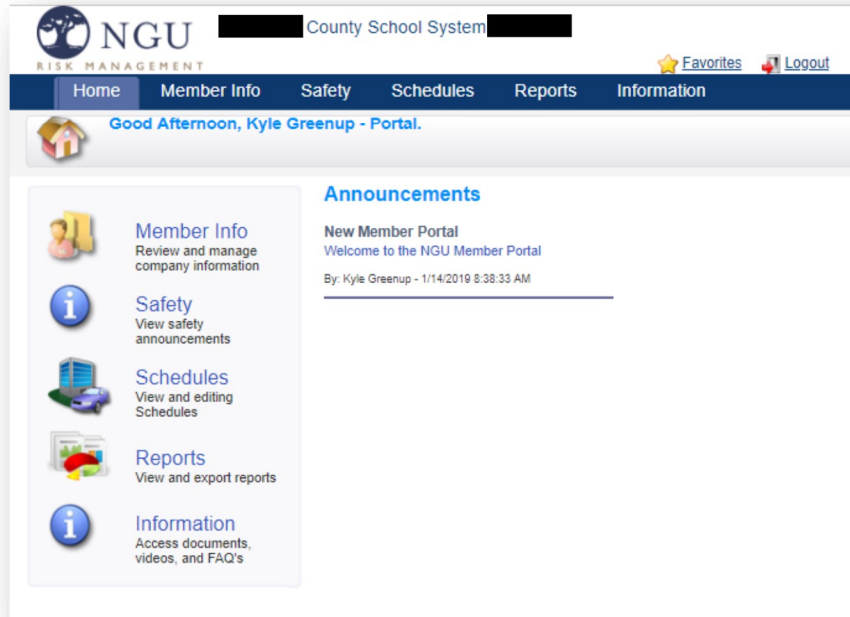 NGU
RISK MANAGEMENT
County School System
Favorites
Logout
Home Member Info Safety Schedules Reports Information
Good Afternoon, Kyle Greenup - Portal.
Member Info
Review and manage
company information
Safety
View safety
announcements
Schedules
View and editing
Schedules
Reports
View and export reports
Information
Access documents,
videos, and FAQ's
Announcements
New Member Portal
Welcome to the NGU Member Portal
By: Kyle Greenup - 1/14/2019 8:38:33 AM